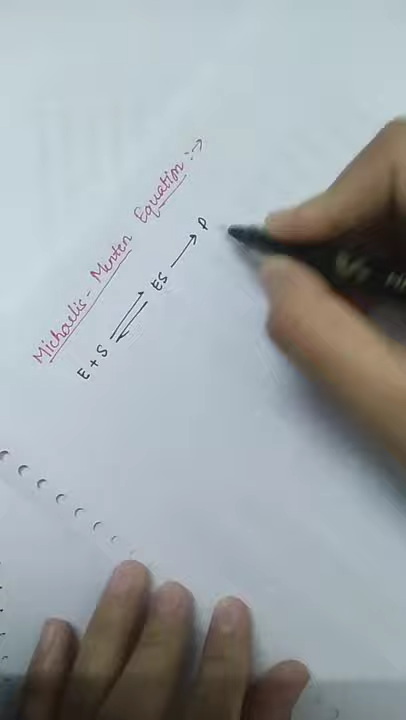 Michaelis - Menten Equation :→
E + S ⇌ ES → P